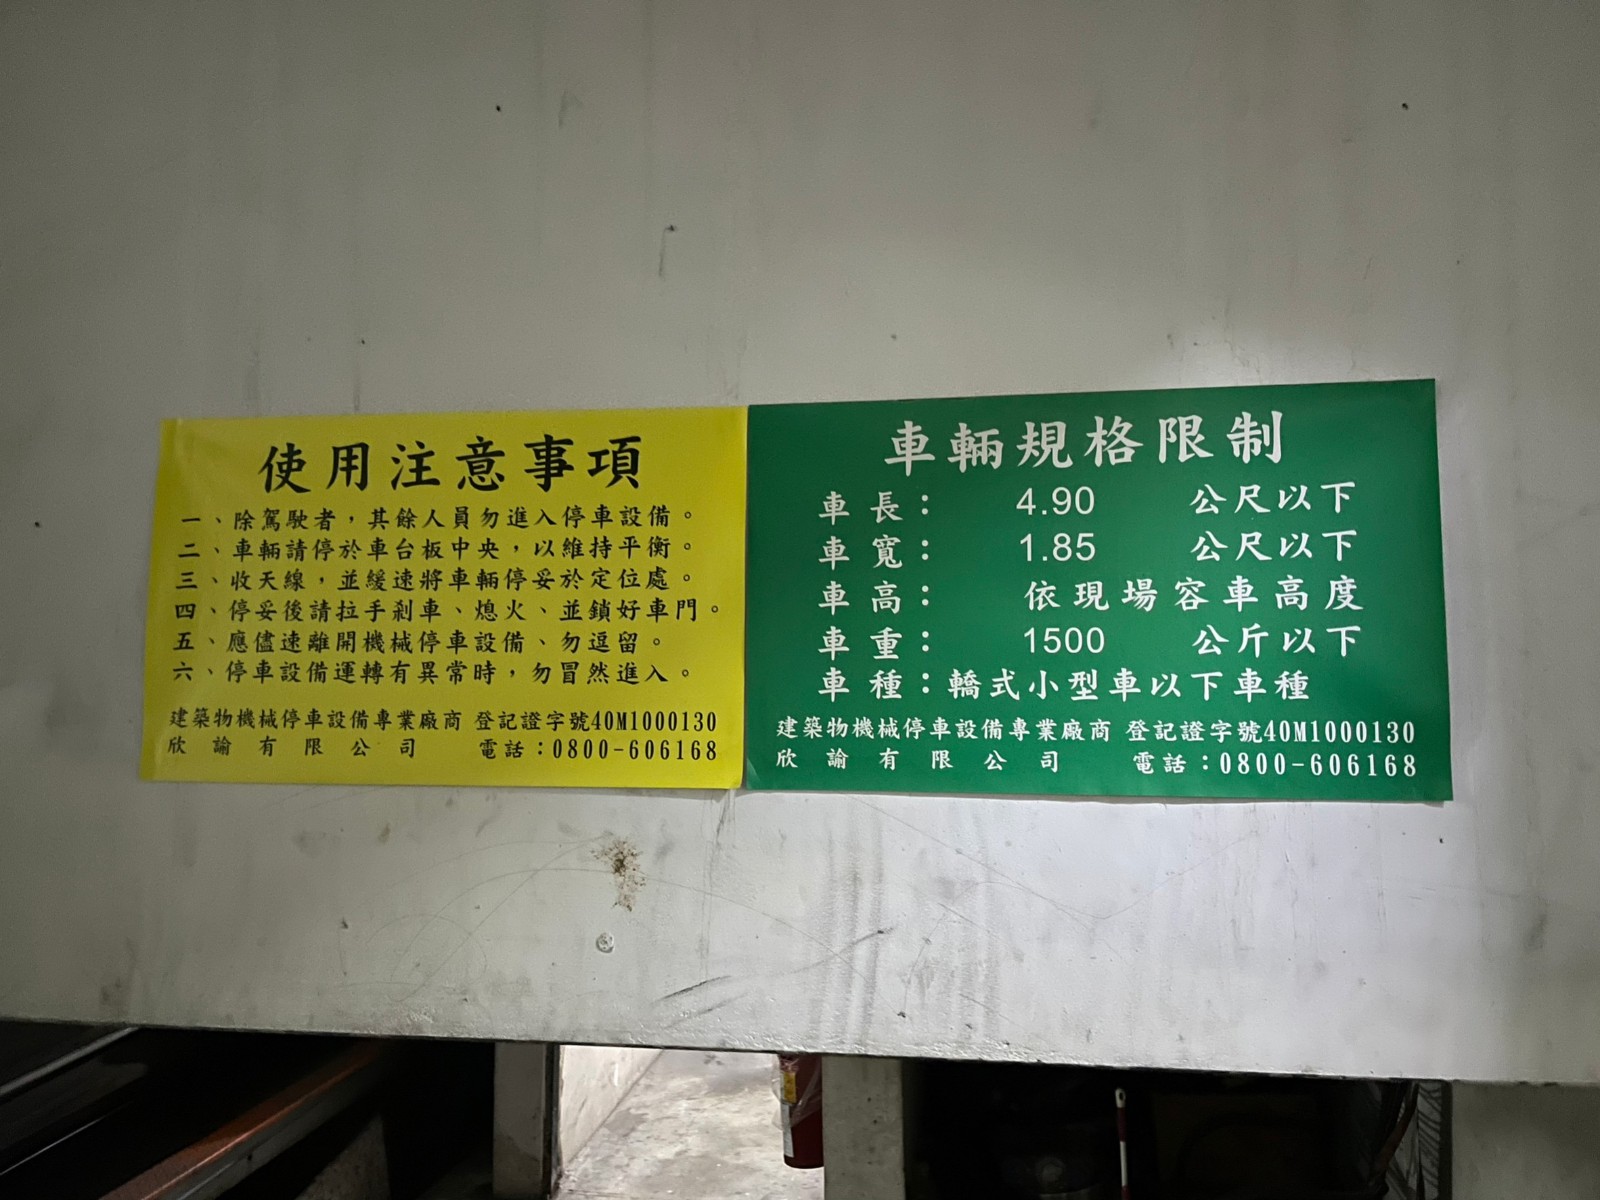 使用注意事項
一、除駕駛者，其餘人員勿進入停車設備。
二、車輛請停於車台板中央，以維持平衡。
三、收天線，並緩速將車輛停妥於定位處。
四、停妥後請拉手剎車、熄火、並鎖好車門。
五、應儘速離開機械停車設備、勿逗留。
六、停車設備運轉有異常時，勿冒然進入。
建築物機械停車設備專業廠商 登記證字號40M1000130
欣諭有限公司 電話：0800-606168
車輛規格限制
車長： 4.90 公尺以下
車寬： 1.85 公尺以下
車高： 依現場容車高度
車重： 1500 公斤以下
車種：轎式小型車以下車種
建築物機械停車設備專業廠商 登記證字號40M1000130
欣諭有限公司 電話：0800-606168